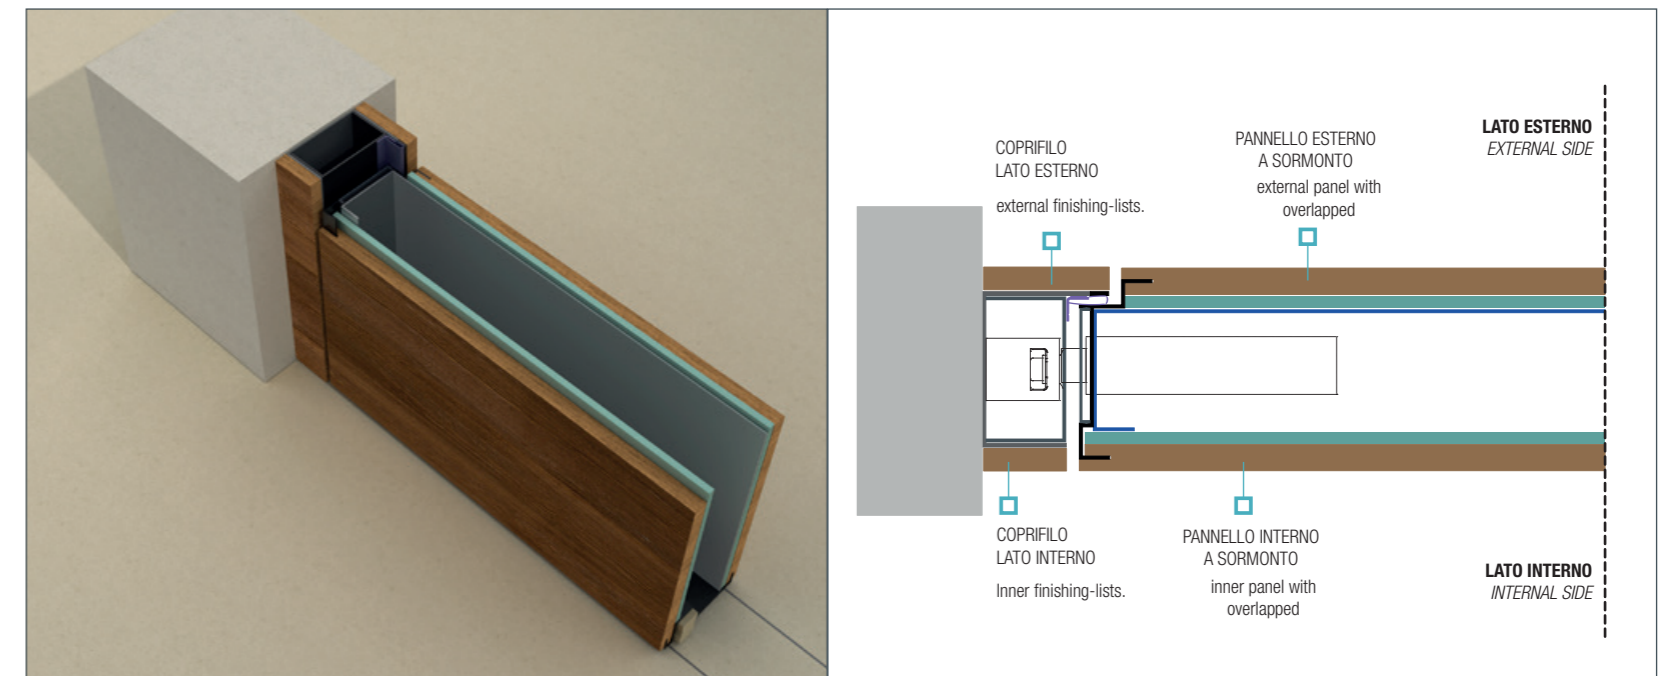 COPRIFILO
LATO ESTERNO
external finishing-lists.
PANNELLO ESTERNO
A SORMONTO
external panel with
overlapped
LATO ESTERNO
EXTERNAL SIDE
COPRIFILO
LATO INTERNO
Inner finishing-lists.
PANNELLO INTERNO
A SORMONTO
inner panel with
overlapped
LATO INTERNO
INTERNAL SIDE